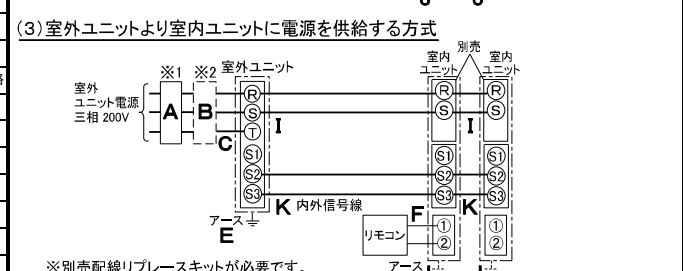 (3)室外ユニットより室内ユニットに電源を供給する方式
別売
※1 ※2 室外ユニット 室内 ユニット 室内 ユニット
室外
ユニット電源
三相 200V
A B C
R S T S1 S2 S3
I
R S S1 S2 S3
I
R S S1 S2 S3
K 内外信号線 K
アース
E
リモコン
F
① ②
① ②
アース
※別売配線リプレースキットが必要です。